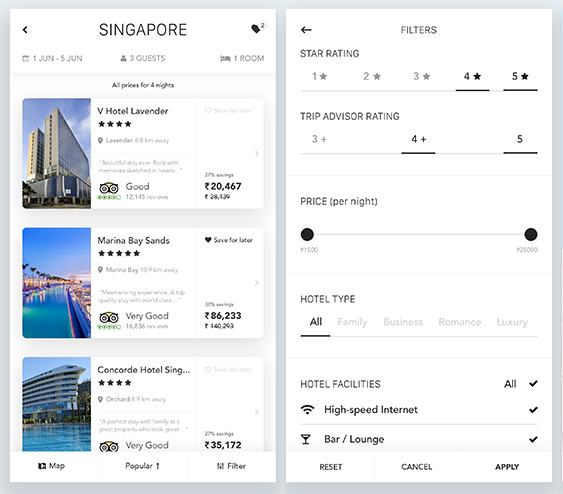 SINGAPORE
2
1 JUN - 5 JUN
3 GUESTS
1 ROOM
All prices for 4 nights
V Hotel Lavender
Save for later
Lavender 8.8 km away
"Beautiful stay ever. Back with
memories sketched in hearts..."
27% savings
Good
₹ 20,467
12,145 reviews
₹ 28,139
Marina Bay Sands
Save for later
Marina Bay 10.9 km away
"Mesmerising experience. A top
quality stay with world class ..."
38% savings
Very Good
₹ 86,233
16,836 reviews
₹ 140,293
Concorde Hotel Sing...
Save for later
Orchard 8.9 km away
"A perfect stay with family at a
great property who took great..."
27% savings
Very Good
₹ 35,172
Map
Popular
Filter
FILTERS
STAR RATING
1
2
3
4
5
TRIP ADVISOR RATING
3 +
4 +
5
PRICE (per night)
₹1500
₹25000
HOTEL TYPE
All
Family
Business
Romance
Luxury
HOTEL FACILITIES
All
High-speed Internet
Bar / Lounge
RESET
CANCEL
APPLY